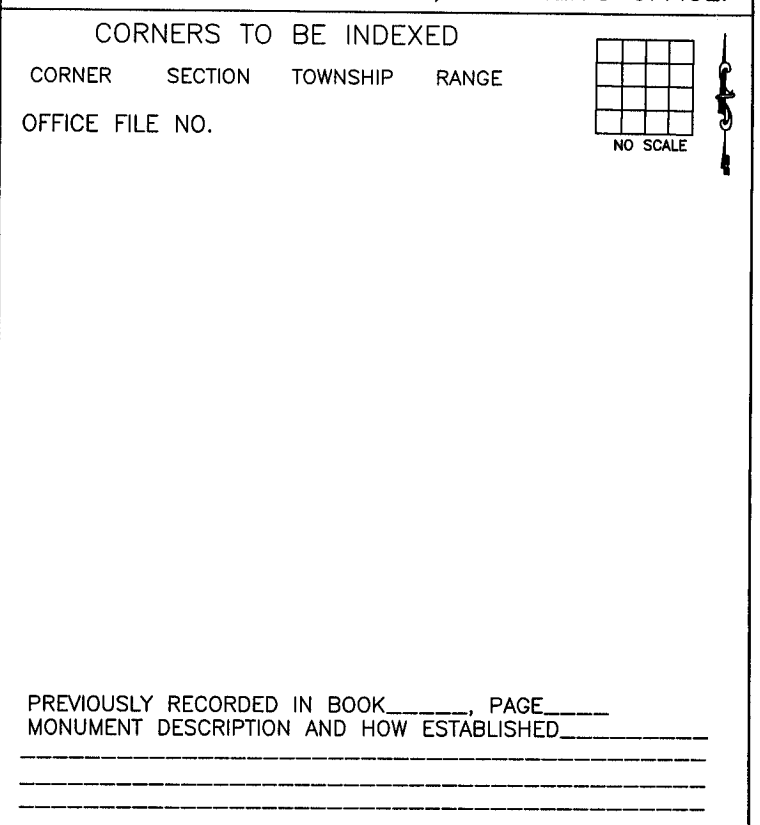 CORNERS TO BE INDEXED
CORNER SECTION TOWNSHIP RANGE
OFFICE FILE NO.
NO SCALE
PREVIOUSLY RECORDED IN BOOK______, PAGE_____
MONUMENT DESCRIPTION AND HOW ESTABLISHED___________